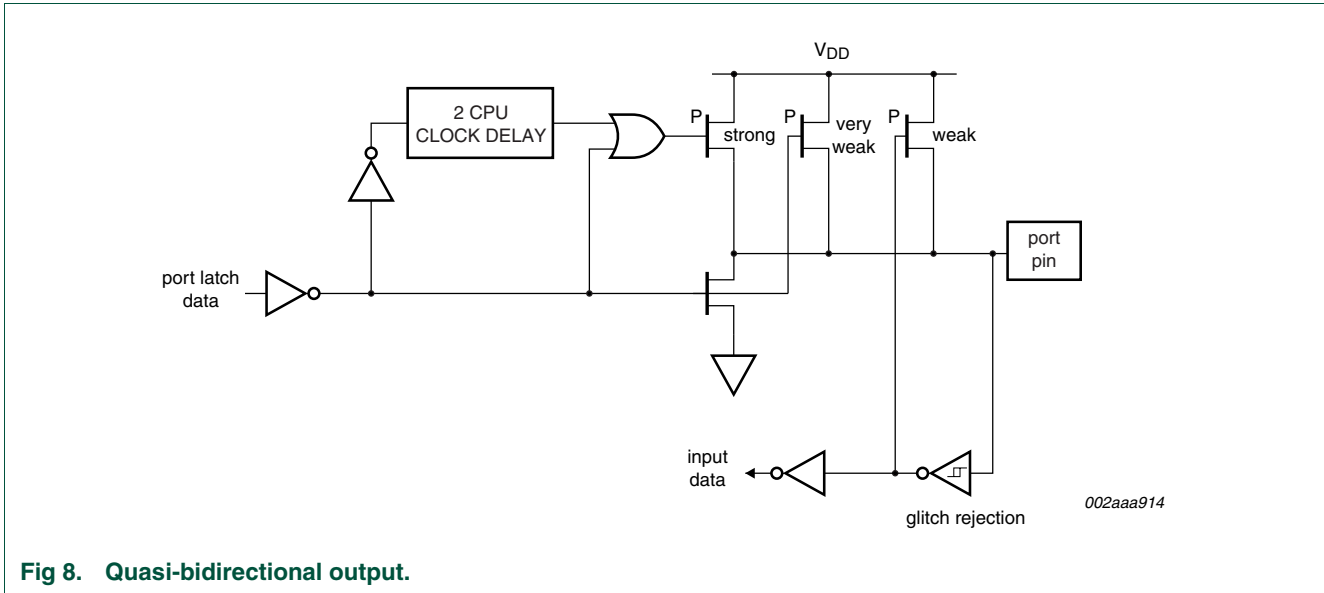 VDD
2 CPU
CLOCK DELAY
P
strong
P
very
weak
P
weak
port
pin
port latch
data
input
data
glitch rejection
002aaa914
Fig 8. Quasi-bidirectional output.